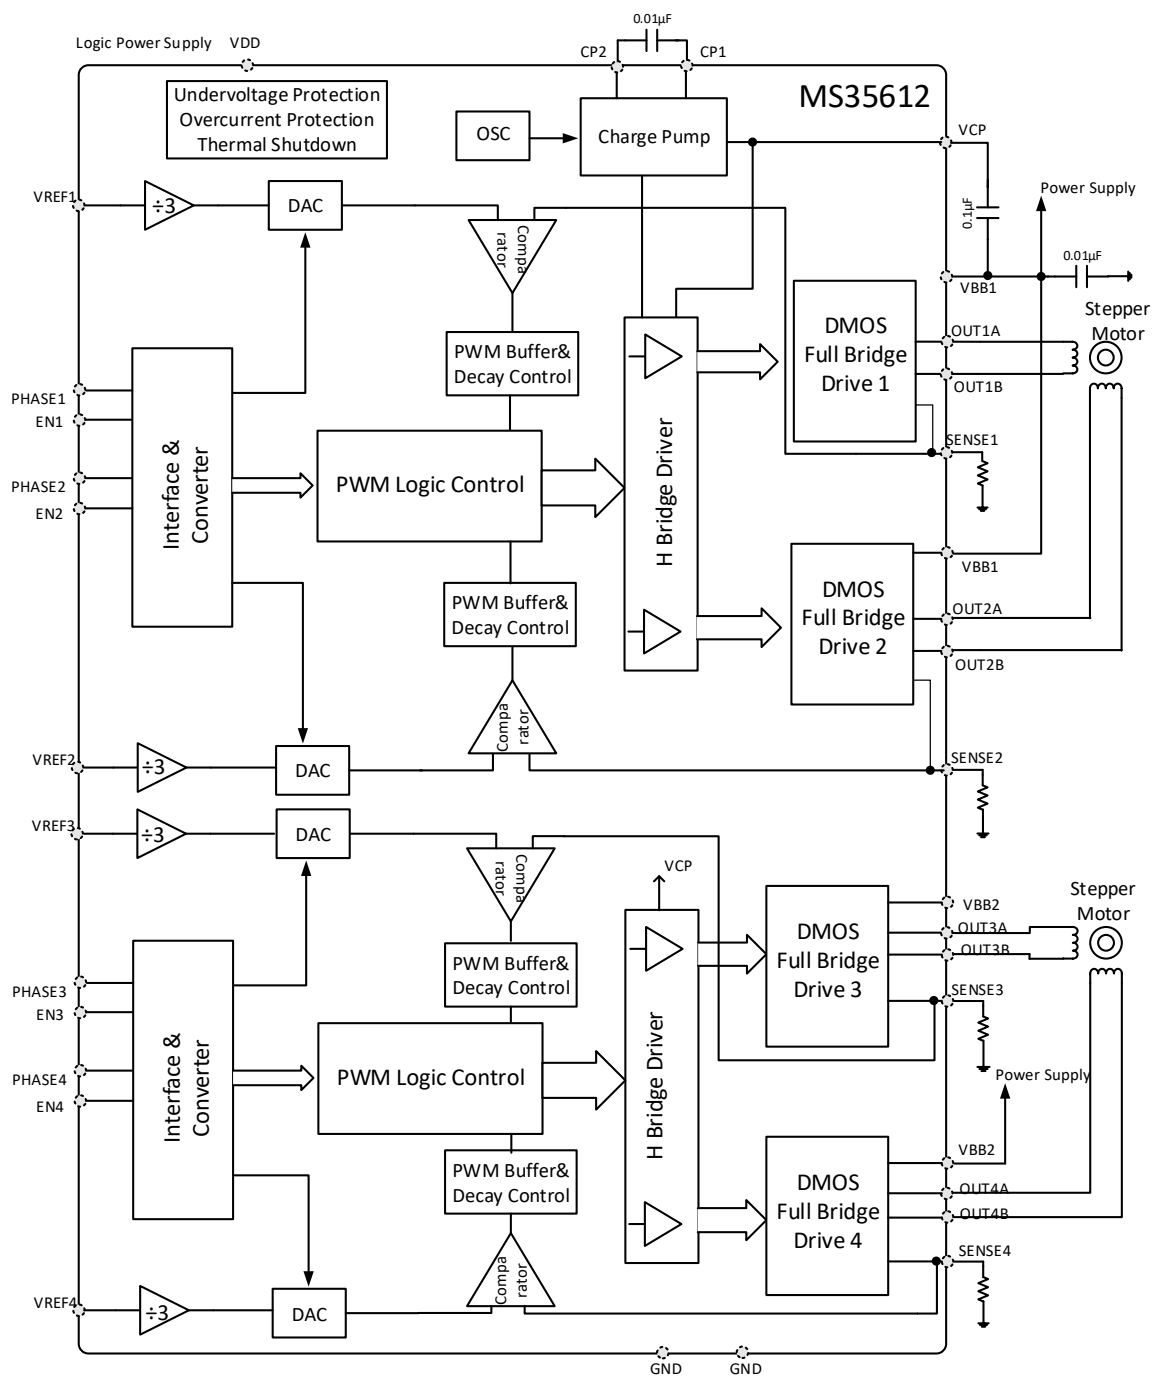 0.01µF
Logic Power Supply VDD
CP2 CP1
MS35612
Undervoltage Protection
Overcurrent Protection
Thermal Shutdown
OSC
Charge Pump
VCP
VREF1
÷3
DAC
Compa
rator
0.1µF
Power Supply
0.01µF
VBB1
Stepper
Motor
DMOS
Full Bridge
Drive 1
OUT1A
OUT1B
PWM Buffer&
Decay Control
PHASE1
EN1
PHASE2
EN2
Interface &
Converter
PWM Logic Control
H Bridge Driver
SENSE1
VBB1
DMOS
Full Bridge
Drive 2
OUT2A
OUT2B
PWM Buffer&
Decay Control
Compa
rator
VREF2
÷3
DAC
SENSE2
VREF3
÷3
DAC
Compa
rator
VCP
Stepper
Motor
DMOS
Full Bridge
Drive 3
VBB2
OUT3A
OUT3B
SENSE3
PWM Buffer&
Decay Control
PHASE3
EN3
PHASE4
EN4
Interface &
Converter
PWM Logic Control
H Bridge Driver
Power Supply
VBB2
DMOS
Full Bridge
Drive 4
OUT4A
OUT4B
SENSE4
PWM Buffer&
Decay Control
Compa
rator
VREF4
÷3
DAC
GND GND